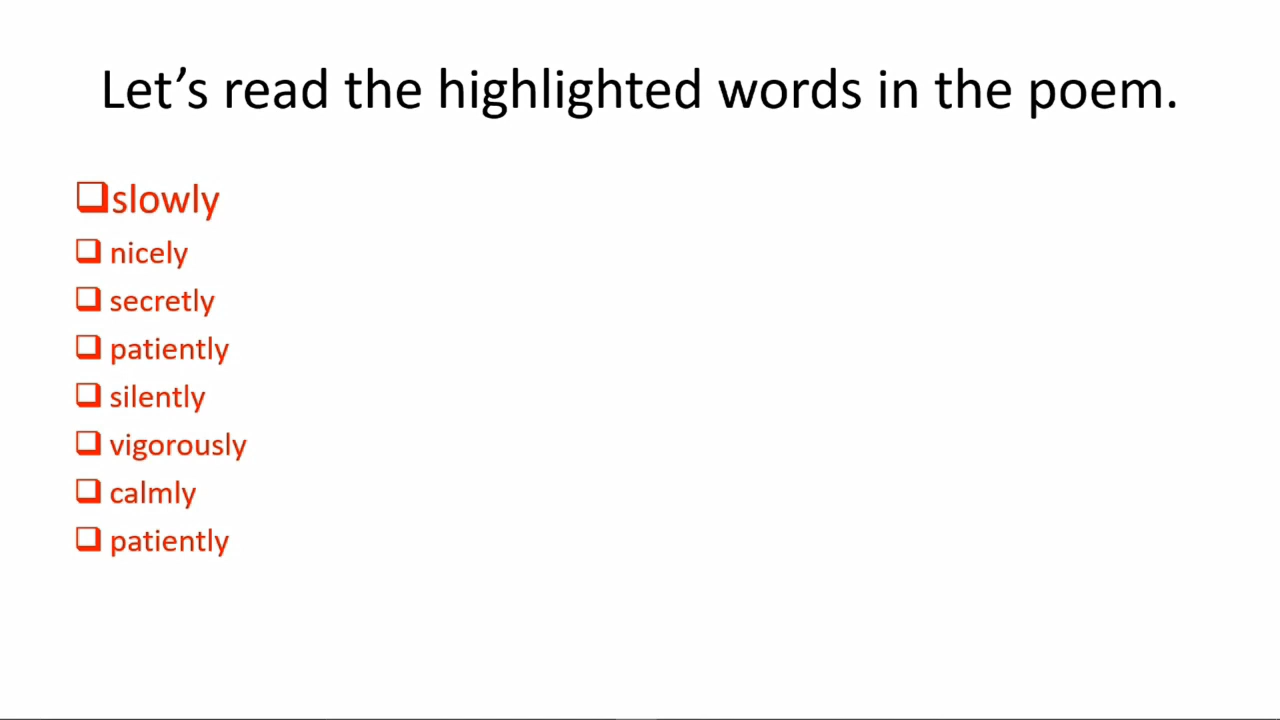 Let’s read the highlighted words in the poem.
❑slowly
❑ nicely
❑ secretly
❑ patiently
❑ silently
❑ vigorously
❑ calmly
❑ patiently